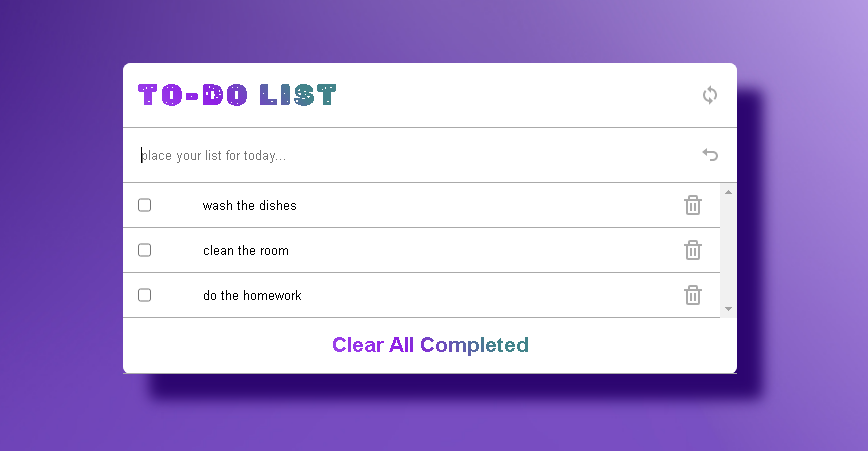 TO-DO LIST
place your list for today...
wash the dishes
clean the room
do the homework
Clear All Completed